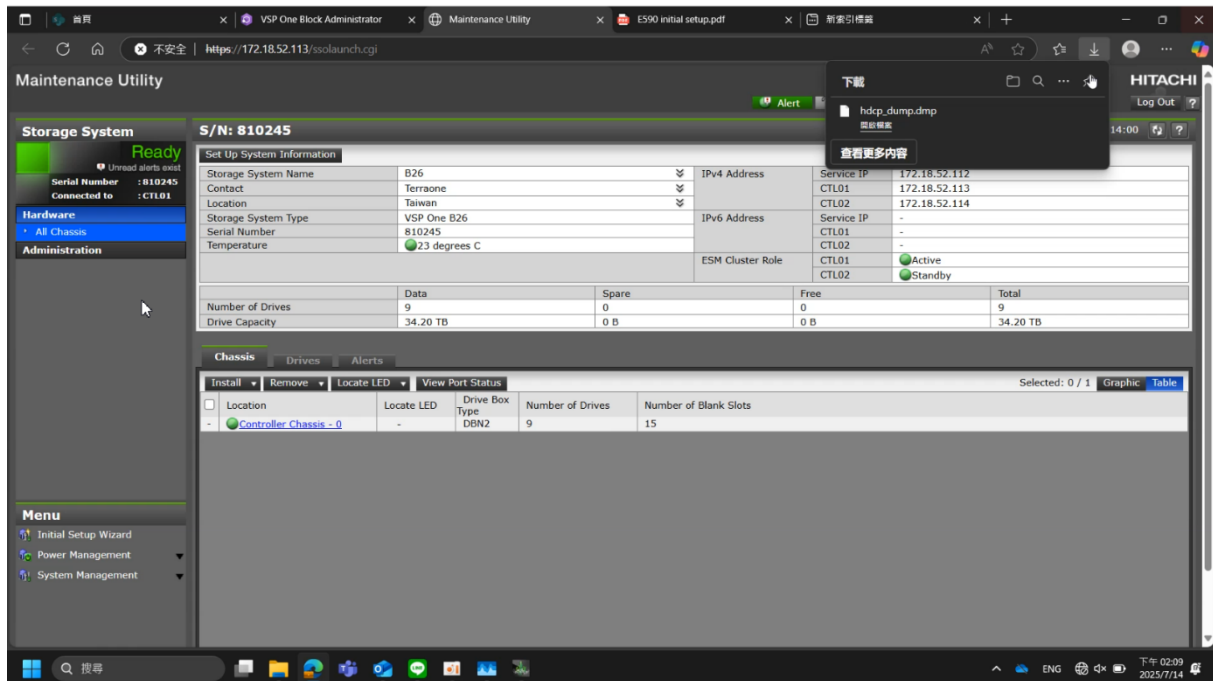 首頁
VSP One Block Administrator
Maintenance Utility
E590 initial setup.pdf
新索引標籤
不安全 https://172.18.52.113/ssolaunch.cgi
Maintenance Utility
HITACHI
Alert
Log Out ?
下載
hdcp_dump.dmp
開啟檔案
查看更多內容
Storage System
Ready
Unread alerts exist
Serial Number : 810245
Connected to : CTL01
Hardware
All Chassis
Administration
S/N: 810245
14:00 ?
Set Up System Information
Storage System Name B26 IPv4 Address Service IP 172.18.52.112
Contact Terraone CTL01 172.18.52.113
Location Taiwan CTL02 172.18.52.114
Storage System Type VSP One B26 IPv6 Address Service IP -
Serial Number 810245 CTL01 -
Temperature 23 degrees C CTL02 -
ESM Cluster Role CTL01 Active
CTL02 Standby
Data Spare Free Total
Number of Drives 9 0 0 9
Drive Capacity 34.20 TB 0 B 0 B 34.20 TB
Chassis Drives Alerts
Install Remove Locate LED View Port Status Selected: 0 / 1 Graphic Table
Location Locate LED Drive Box Type Number of Drives Number of Blank Slots
- Controller Chassis - 0 - DBN2 9 15
Menu
Initial Setup Wizard
Power Management
System Management
搜尋
ENG
下午 02:09
2025/7/14